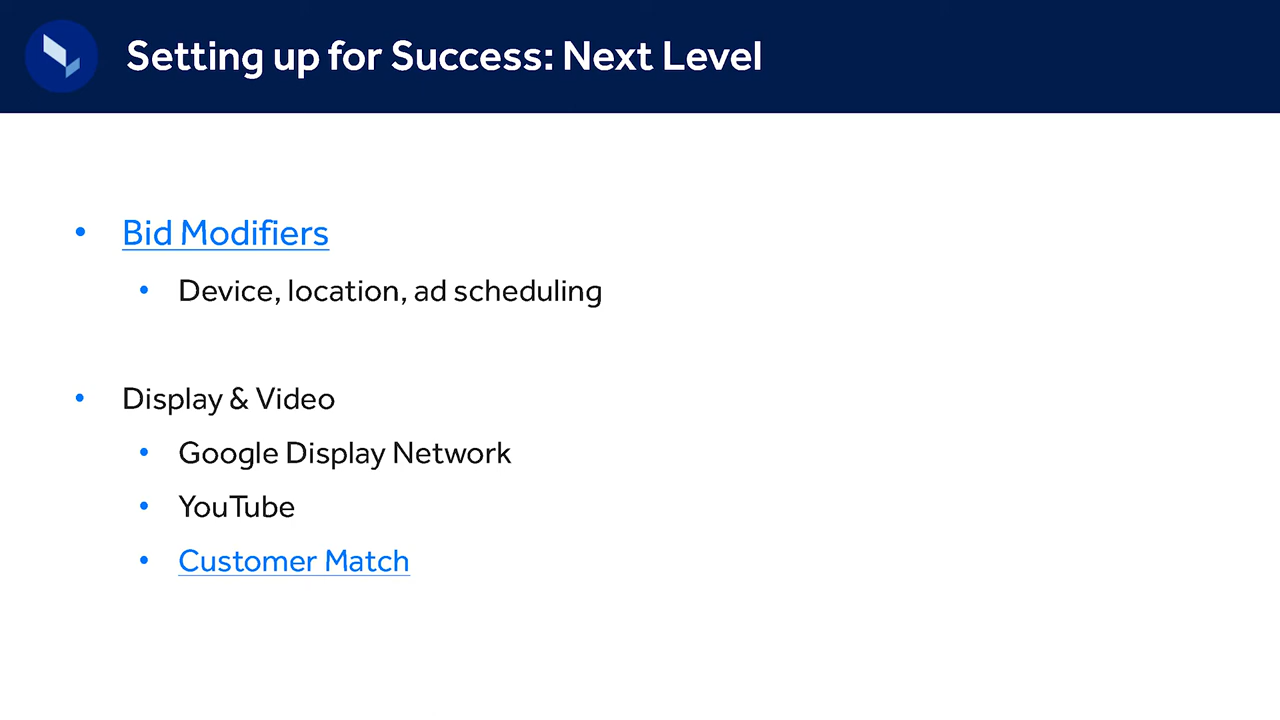 Setting up for Success: Next Level
• Bid Modifiers
• Device, location, ad scheduling
• Display & Video
• Google Display Network
• YouTube
• Customer Match